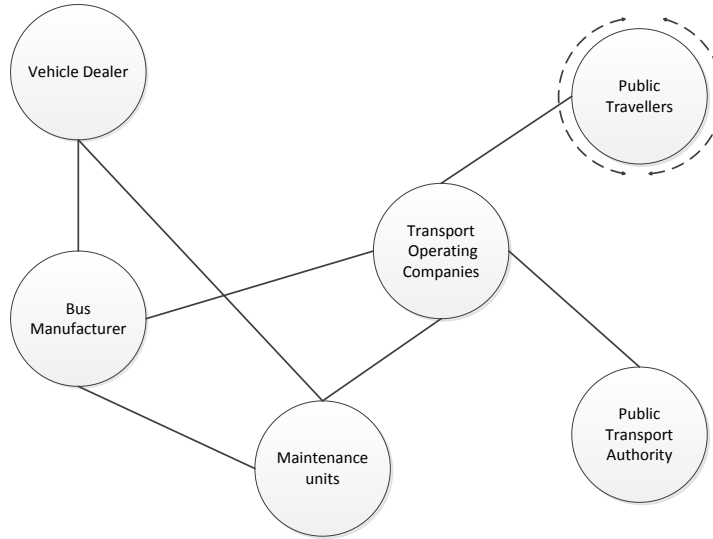 Vehicle Dealer
Public
Travellers
Transport
Operating
Companies
Bus
Manufacturer
Public
Transport
Authority
Maintenance
units